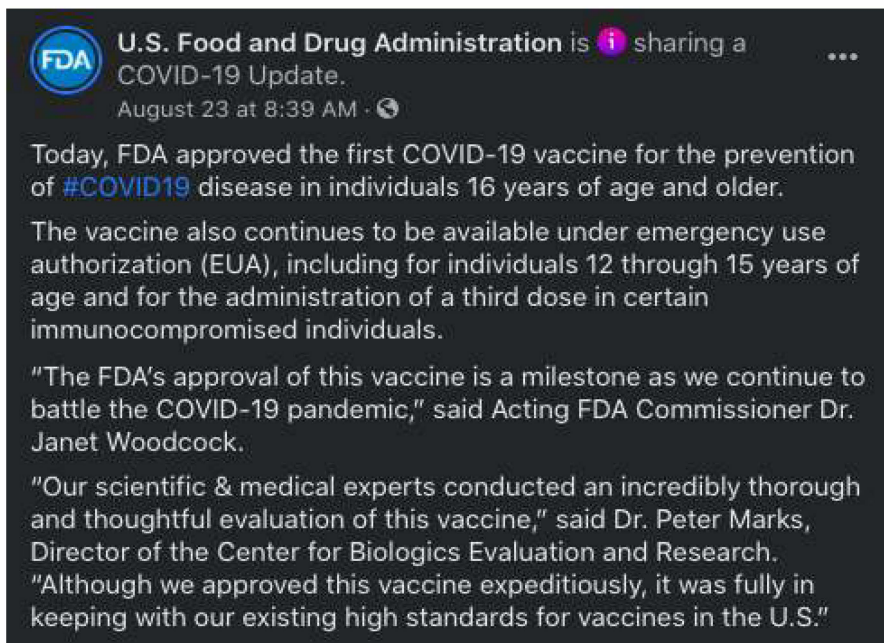 FDA
U.S. Food and Drug Administration is sharing a
COVID-19 Update.
August 23 at 8:39 AM ·
Today, FDA approved the first COVID-19 vaccine for the prevention
of #COVID19 disease in individuals 16 years of age and older.
The vaccine also continues to be available under emergency use
authorization (EUA), including for individuals 12 through 15 years of
age and for the administration of a third dose in certain
immunocompromised individuals.
“The FDA’s approval of this vaccine is a milestone as we continue to
battle the COVID-19 pandemic,” said Acting FDA Commissioner Dr.
Janet Woodcock.
“Our scientific & medical experts conducted an incredibly thorough
and thoughtful evaluation of this vaccine,” said Dr. Peter Marks,
Director of the Center for Biologics Evaluation and Research.
“Although we approved this vaccine expeditiously, it was fully in
keeping with our existing high standards for vaccines in the U.S.”